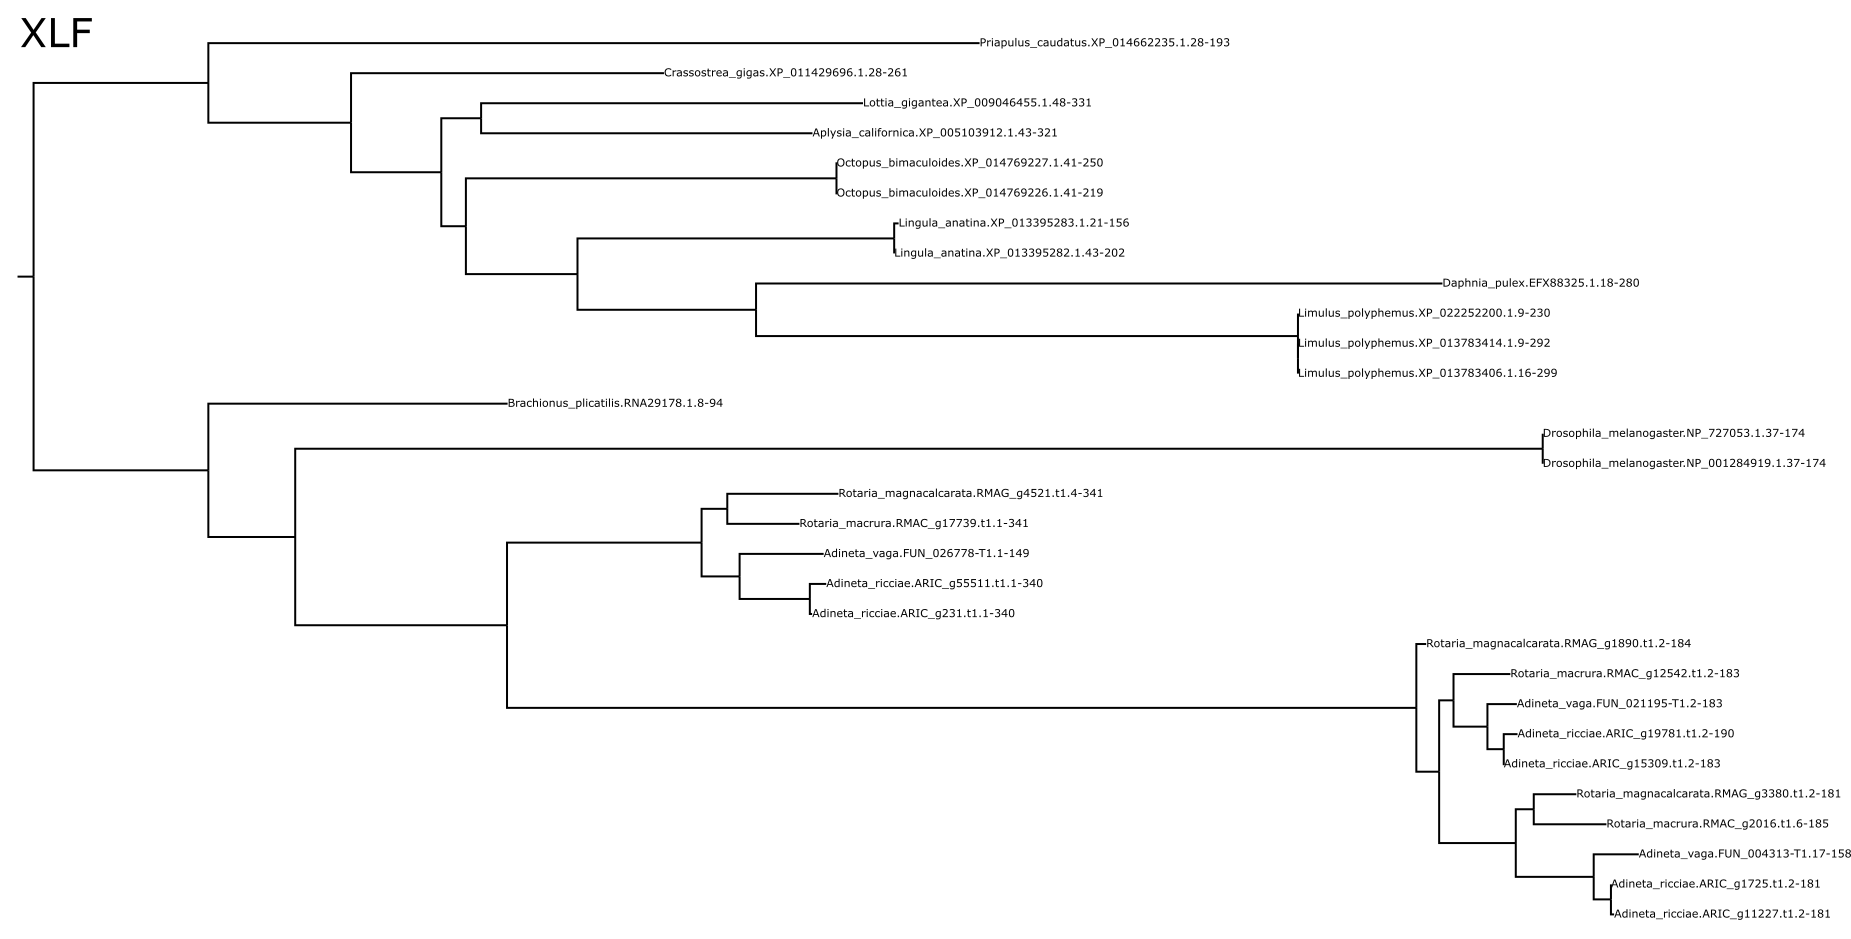 XLF
Priapulus_caudatus.XP_014662235.1.28-193
Crassostrea_gigas.XP_011429696.1.28-261
Lottia_gigantea.XP_009046455.1.48-331
Aplysia_californica.XP_005103912.1.43-321
Octopus_bimaculoides.XP_014769227.1.41-250
Octopus_bimaculoides.XP_014769226.1.41-219
Lingula_anatina.XP_013395283.1.21-156
Lingula_anatina.XP_013395282.1.43-202
Daphnia_pulex.EFX88325.1.18-280
Limulus_polyphemus.XP_022252200.1.9-230
Limulus_polyphemus.XP_013783414.1.9-292
Limulus_polyphemus.XP_013783406.1.16-299
Brachionus_plicatilis.RNA29178.1.8-94
Drosophila_melanogaster.NP_727053.1.37-174
Drosophila_melanogaster.NP_001284919.1.37-174
Rotaria_magnacalcarata.RMAG_g4521.t1.4-341
Rotaria_macrura.RMAC_g17739.t1.1-341
Adineta_vaga.FUN_026778-T1.1-149
Adineta_ricciae.ARIC_g55511.t1.1-340
Adineta_ricciae.ARIC_g231.t1.1-340
Rotaria_magnacalcarata.RMAG_g1890.t1.2-184
Rotaria_macrura.RMAC_g12542.t1.2-183
Adineta_vaga.FUN_021195-T1.2-183
Adineta_ricciae.ARIC_g19781.t1.2-190
Adineta_ricciae.ARIC_g15309.t1.2-183
Rotaria_magnacalcarata.RMAG_g3380.t1.2-181
Rotaria_macrura.RMAC_g2016.t1.6-185
Adineta_vaga.FUN_004313-T1.17-158
Adineta_ricciae.ARIC_g1725.t1.2-181
Adineta_ricciae.ARIC_g11227.t1.2-181